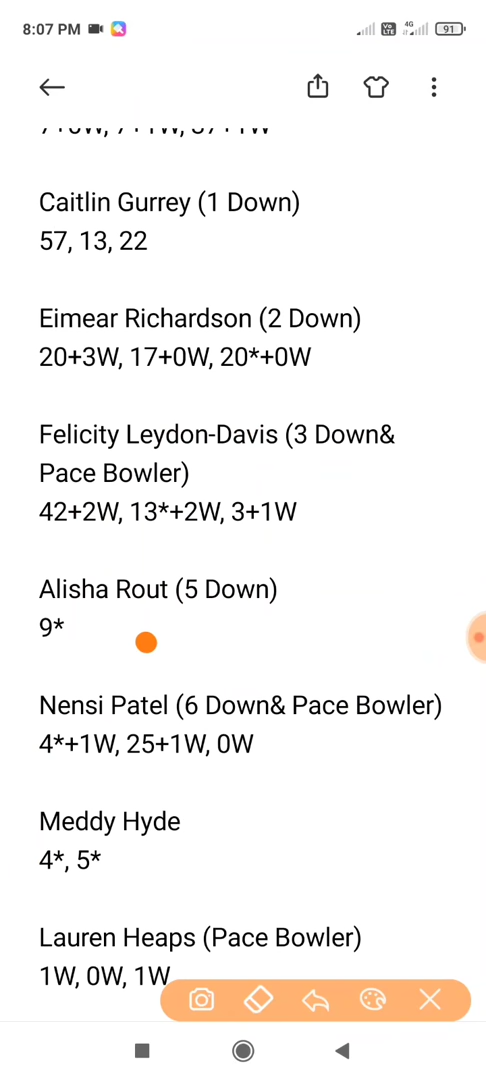 8:07 PM
Vo LTE 4G 91
Caitlin Gurrey (1 Down)
57, 13, 22
Eimear Richardson (2 Down)
20+3W, 17+0W, 20*+0W
Felicity Leydon-Davis (3 Down&
Pace Bowler)
42+2W, 13*+2W, 3+1W
Alisha Rout (5 Down)
9*
Nensi Patel (6 Down& Pace Bowler)
4*+1W, 25+1W, 0W
Meddy Hyde
4*, 5*
Lauren Heaps (Pace Bowler)
1W, 0W, 1W